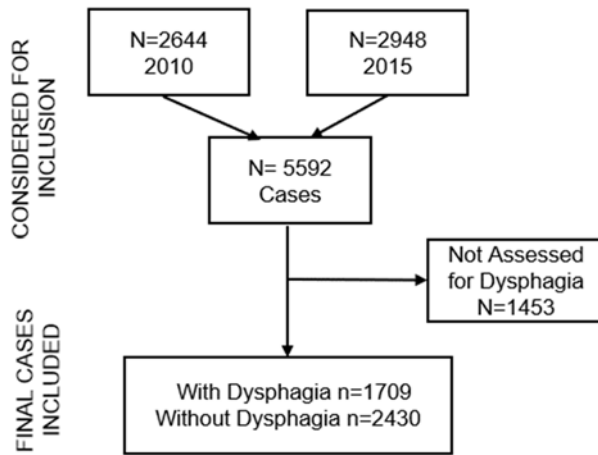 CONSIDERED FOR
INCLUSION
N=2644
2010
N=2948
2015
N= 5592
Cases
Not Assessed
for Dysphagia
N=1453
FINAL CASES
INCLUDED
With Dysphagia n=1709
Without Dysphagia n=2430